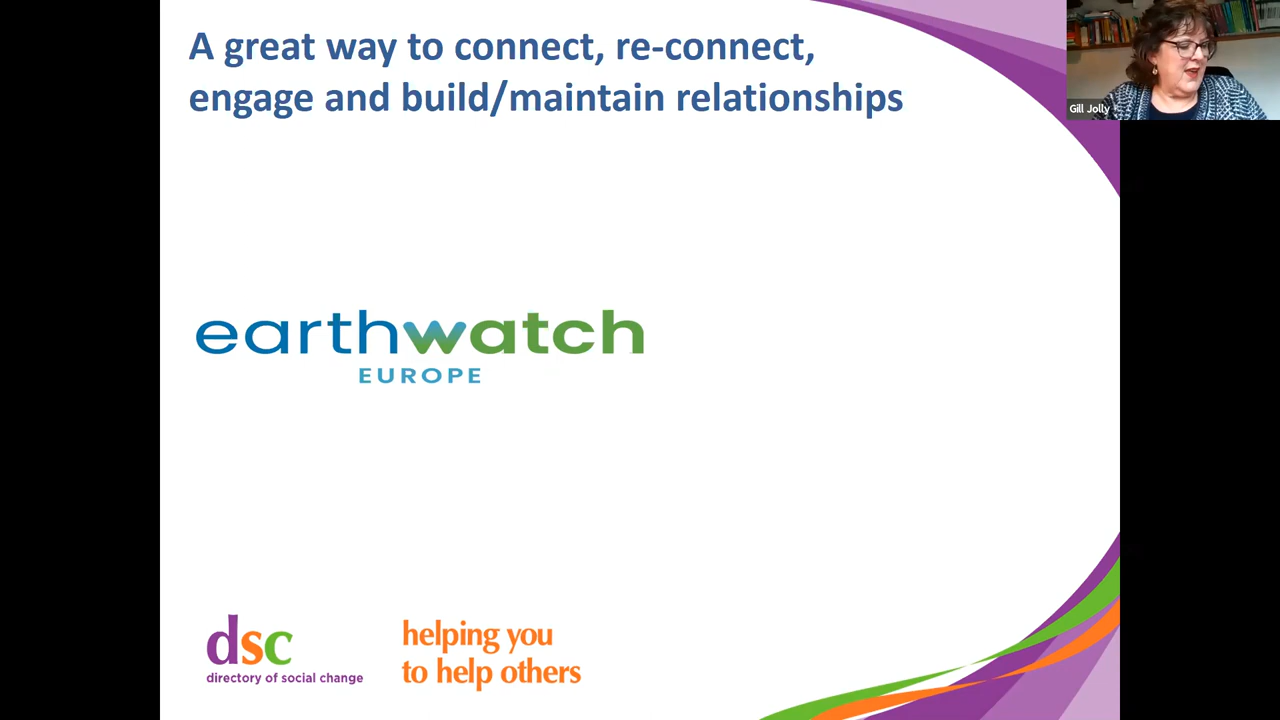 A great way to connect, re-connect,
engage and build/maintain relationships
Gill Jolly
earthwatch
EUROPE
dsc
directory of social change
helping you
to help others